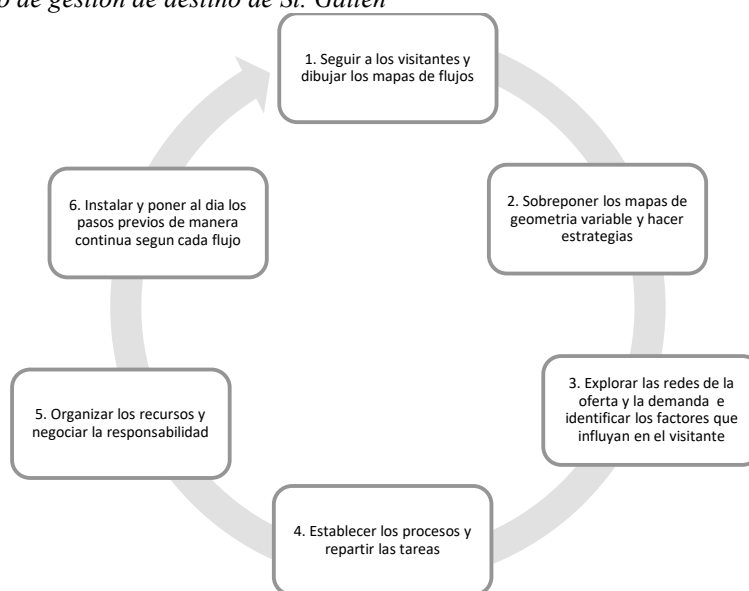 o de gestión de destino de St. Gallen
1. Seguir a los visitantes y
dibujar los mapas de flujos
2. Sobreponer los mapas de
geometria variable y hacer
estrategias
3. Explorar las redes de la
oferta y la demanda e
identificar los factores que
influyan en el visitante
4. Establecer los procesos y
repartir las tareas
5. Organizar los recursos y
negociar la responsabilidad
6. Instalar y poner al dia los
pasos previos de manera
continua segun cada flujo